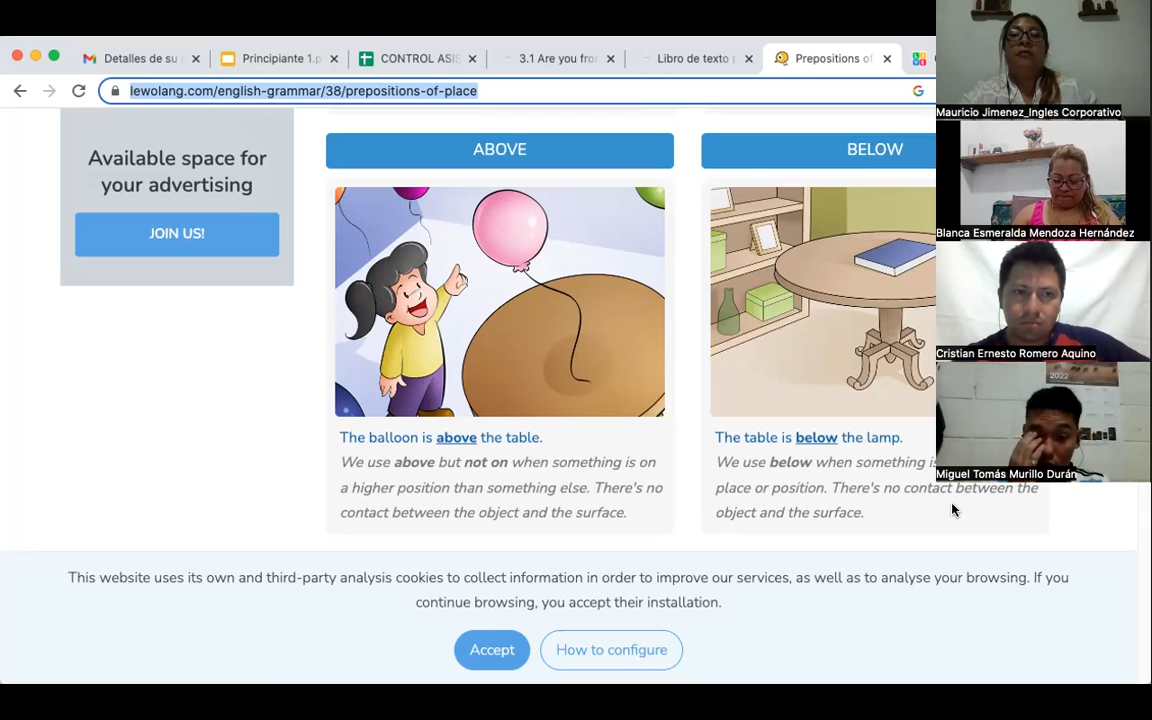 Detalles de su
Principiante 1.p
CONTROL ASIS
3.1 Are you fro
Libro de texto p
Prepositions of
lewolang.com/english-grammar/38/prepositions-of-place
Available space for
your advertising
JOIN US!
ABOVE
BELOW
The balloon is above the table.
We use above but not on when something is on
a higher position than something else. There's no
contact between the object and the surface.
The table is below the lamp.
We use below when something is
place or position. There's no contact between the
object and the surface.
This website uses its own and third-party analysis cookies to collect information in order to improve our services, as well as to analyse your browsing. If you
continue browsing, you accept their installation.
Accept
How to configure
Mauricio Jimenez_Ingles Corporativo
Blanca Esmeralda Mendoza Hernández
Cristian Ernesto Romero Aquino
2022
Miguel Tomás Murillo Durán